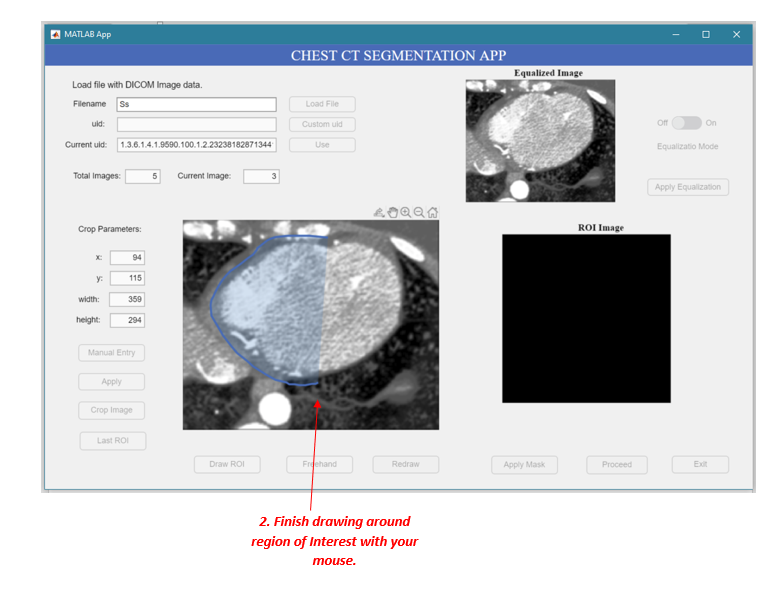 MATLAB App
CHEST CT SEGMENTATION APP
Load file with DICOM Image data.
Filename Ss Load File
uid: Custom uid
Current uid: 1.3.6.1.4.1.9590.100.1.2.23238182871344 Use
Total Images: 5 Current Image: 3
Equalized Image
Off On
Equalizatio Mode
Apply Equalization
Crop Parameters:
x: 94
y: 115
width: 359
height: 294
Manual Entry
Apply
Crop Image
Last ROI
ROI Image
Draw ROI Freehand Redraw Apply Mask Proceed Exit
2. Finish drawing around
region of Interest with your
mouse.